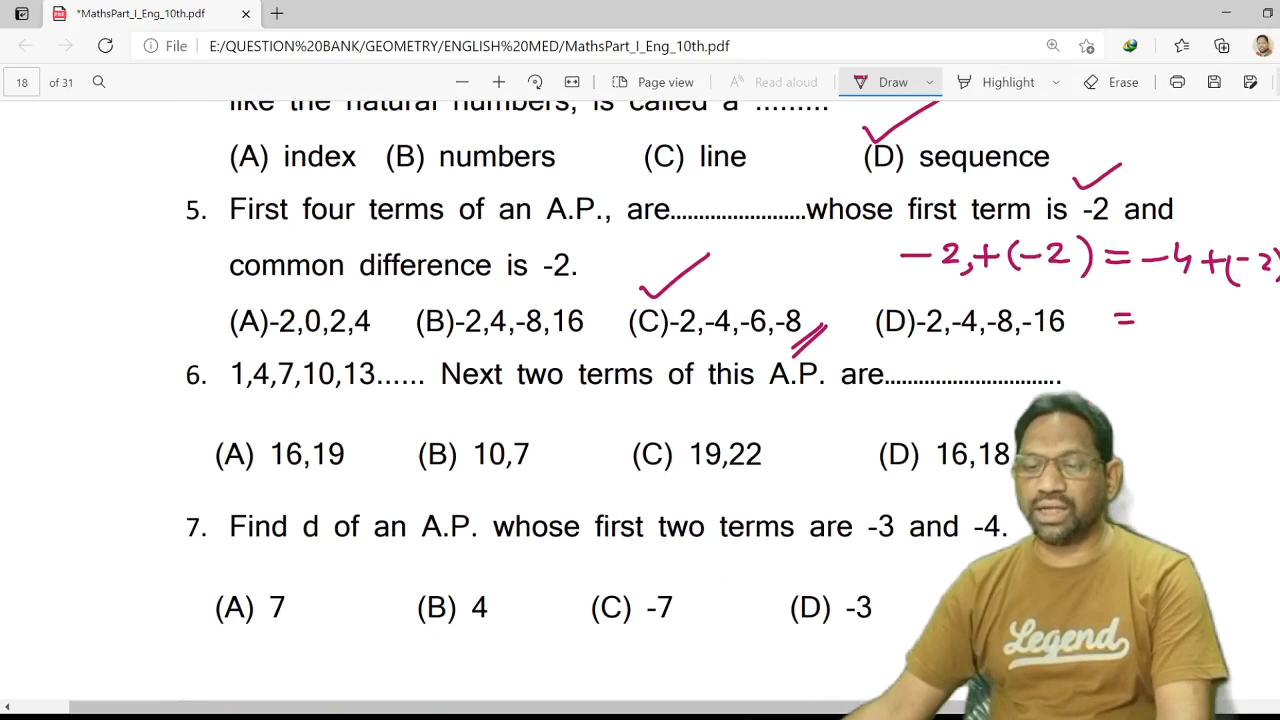 *MathsPart_I_Eng_10th.pdf
File E:/QUESTION%20BANK/GEOMETRY/ENGLISH%20MED/MathsPart_I_Eng_10th.pdf
18 of 31 Page view Read aloud Draw Highlight Erase
like the natural numbers, is called a .........
(A) index (B) numbers (C) line (D) sequence
5. First four terms of an A.P., are........................whose first term is -2 and
common difference is -2.
-2,+(-2) = -4+(-2)
(A)-2,0,2,4 (B)-2,4,-8,16 (C)-2,-4,-6,-8 (D)-2,-4,-8,-16 =
6. 1,4,7,10,13...... Next two terms of this A.P. are...............................
(A) 16,19 (B) 10,7 (C) 19,22 (D) 16,18
7. Find d of an A.P. whose first two terms are -3 and -4.
(A) 7 (B) 4 (C) -7 (D) -3
Legend